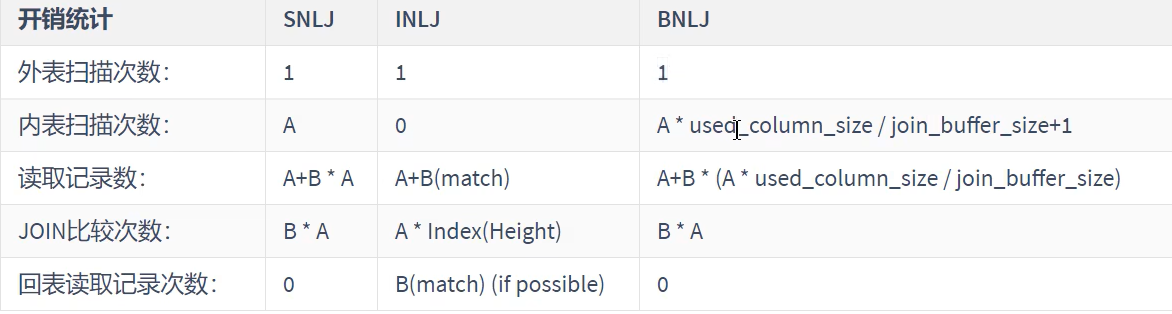 开销统计 SNLJ INLJ BNLJ
外表扫描次数： 1 1 1
内表扫描次数： A 0 A * used_column_size / join_buffer_size+1
读取记录数： A+B * A A+B(match) A+B * (A * used_column_size / join_buffer_size)
JOIN比较次数： B * A A * Index(Height) B * A
回表读取记录次数： 0 B(match) (if possible) 0